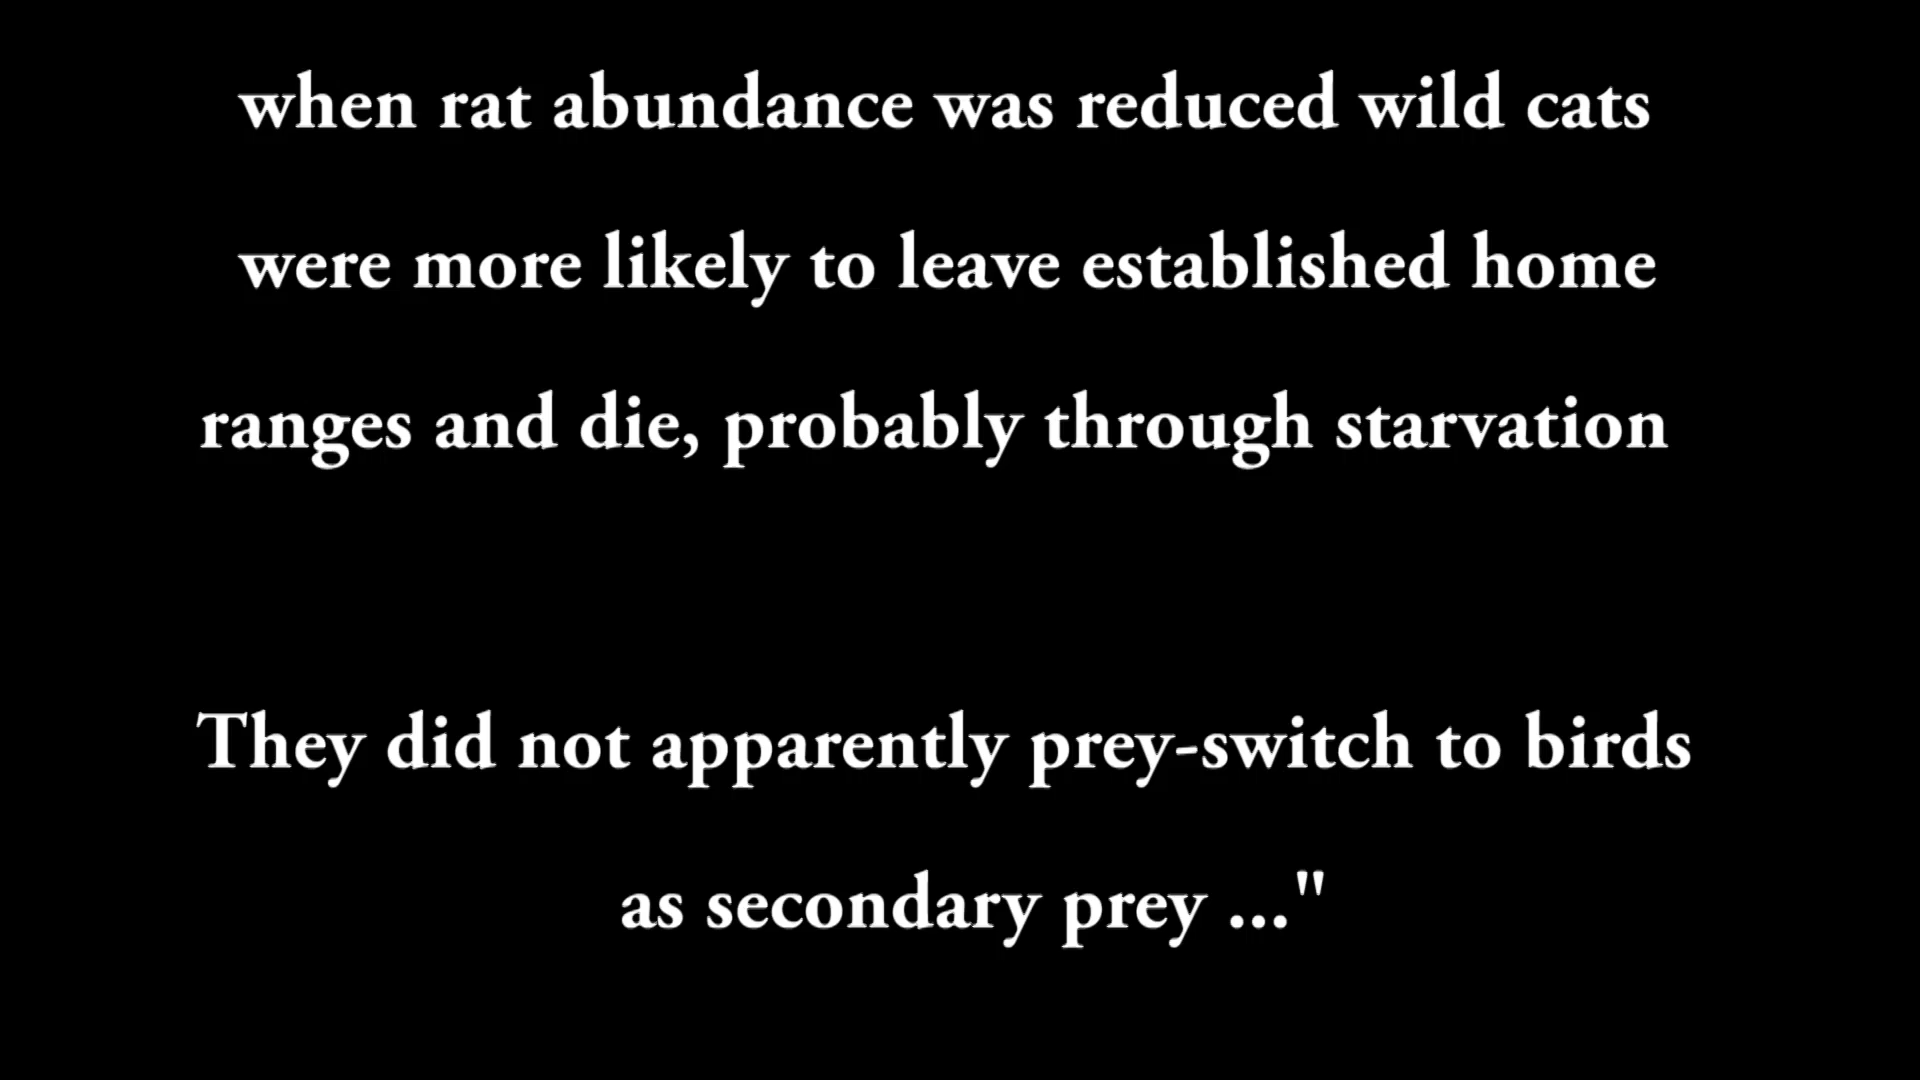 when rat abundance was reduced wild cats
were more likely to leave established home
ranges and die, probably through starvation
They did not apparently prey-switch to birds
as secondary prey ..."